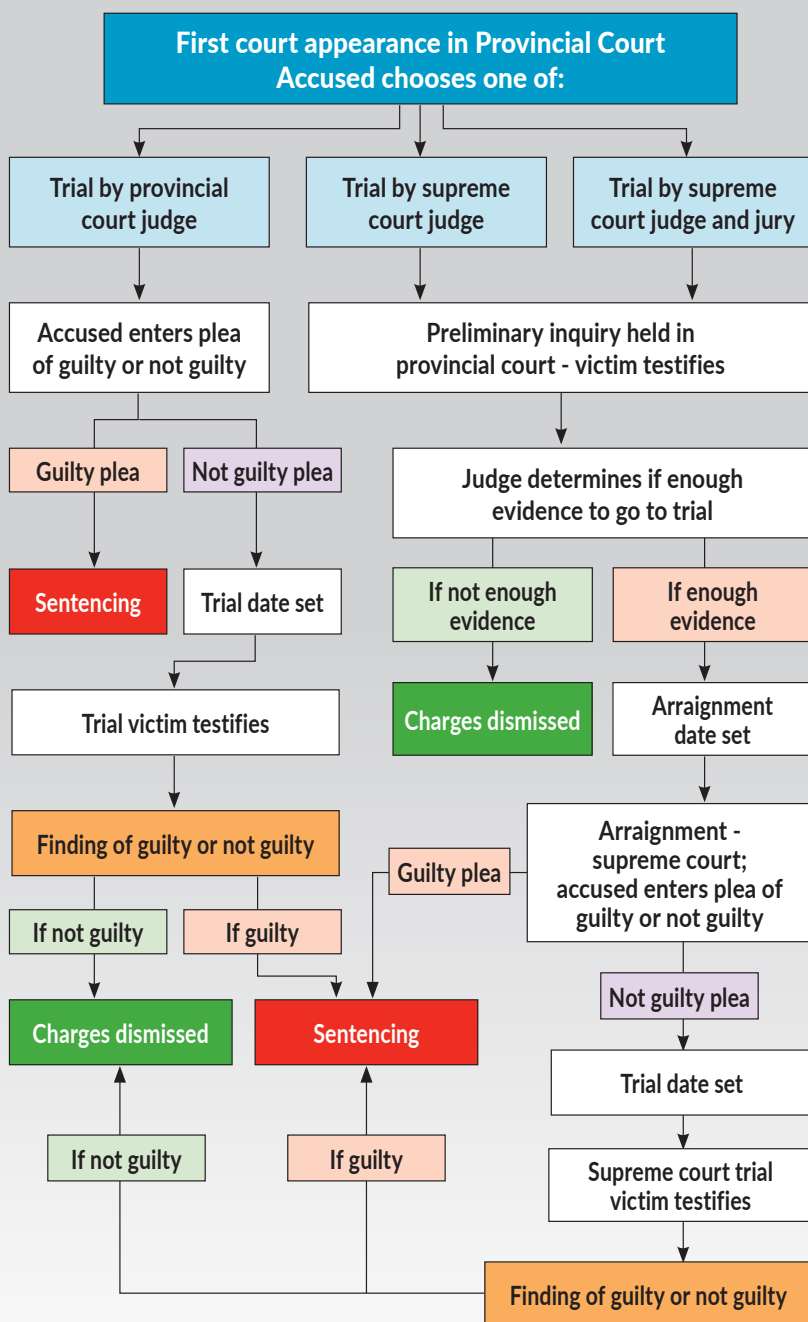 First court appearance in Provincial Court
Accused chooses one of:
Trial by provincial
court judge
Trial by supreme
court judge
Trial by supreme
court judge and jury
Accused enters plea
of guilty or not guilty
Preliminary inquiry held in
provincial court - victim testifies
Guilty plea
Not guilty plea
Judge determines if enough
evidence to go to trial
Sentencing
Trial date set
If not enough
evidence
If enough
evidence
Trial victim testifies
Charges dismissed
Arraignment
date set
Finding of guilty or not guilty
Guilty plea
Arraignment -
supreme court;
accused enters plea of
guilty or not guilty
If not guilty
If guilty
Not guilty plea
Charges dismissed
Sentencing
Trial date set
If not guilty
If guilty
Supreme court trial
victim testifies
Finding of guilty or not guilty